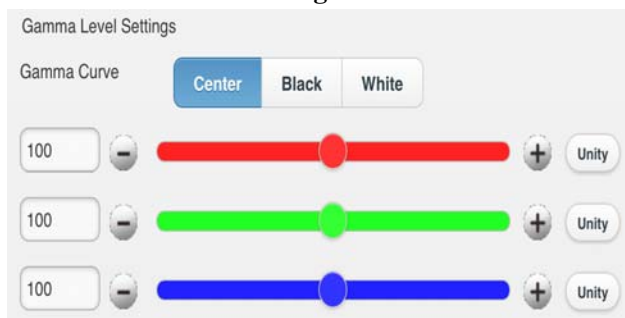 Gamma Level Settings
Gamma Curve Center Black White
100 - + Unity
100 - + Unity
100 - + Unity